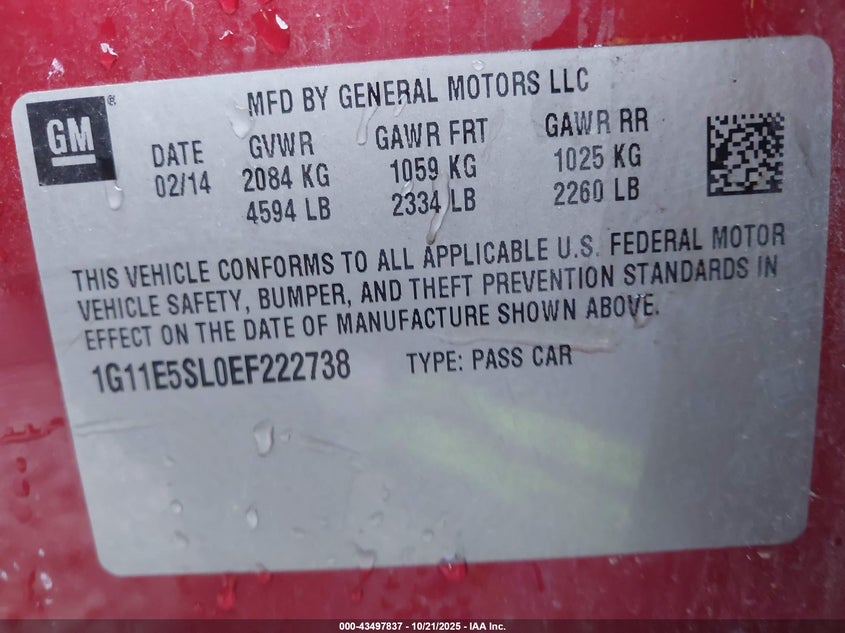 MFD BY GENERAL MOTORS LLC
GM®
DATE GVWR GAWR FRT GAWR RR
02/14 2084 KG 1059 KG 1025 KG
4594 LB 2334 LB 2260 LB
THIS VEHICLE CONFORMS TO ALL APPLICABLE U.S. FEDERAL MOTOR
VEHICLE SAFETY, BUMPER, AND THEFT PREVENTION STANDARDS IN
EFFECT ON THE DATE OF MANUFACTURE SHOWN ABOVE.
1G11E5SL0EF222738 TYPE: PASS CAR
000-43497837 - 10/21/2025 - IAA Inc.